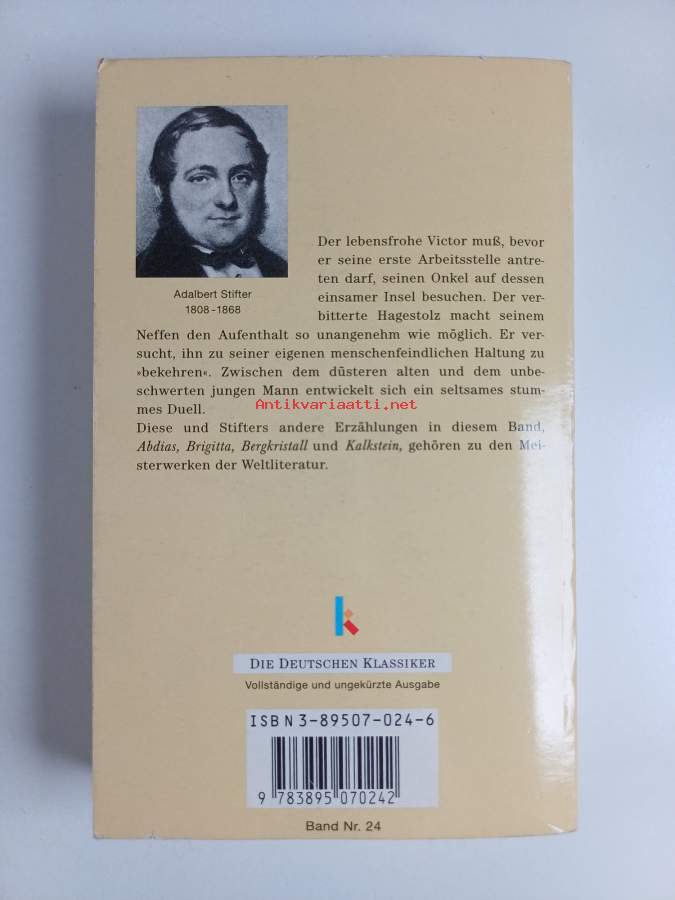 Adalbert Stifter
1808-1868
Der lebensfrohe Victor muß, bevor
er seine erste Arbeitsstelle antre-
ten darf, seinen Onkel auf dessen
einsamer Insel besuchen. Der ver-
bitterte Hagestolz macht seinem
Neffen den Aufenthalt so unangenehm wie möglich. Er ver-
sucht, ihn zu seiner eigenen menschenfeindlichen Haltung zu
»bekehren«. Zwischen dem düsteren alten und dem unbe-
schwerten jungen Mann entwickelt sich ein seltsames stum-
mes Duell.
Antikvariaatti.net
Diese und Stifters andere Erzählungen in diesem Band,
Abdias, Brigitta, Bergkristall und Kalkstein, gehören zu den Mei-
sterwerken der Weltliteratur.
k
DIE DEUTSCHEN KLASSIKER
Vollständige und ungekürzte Ausgabe
ISBN 3-89507-024-6
9 783895 070242
Band Nr. 24